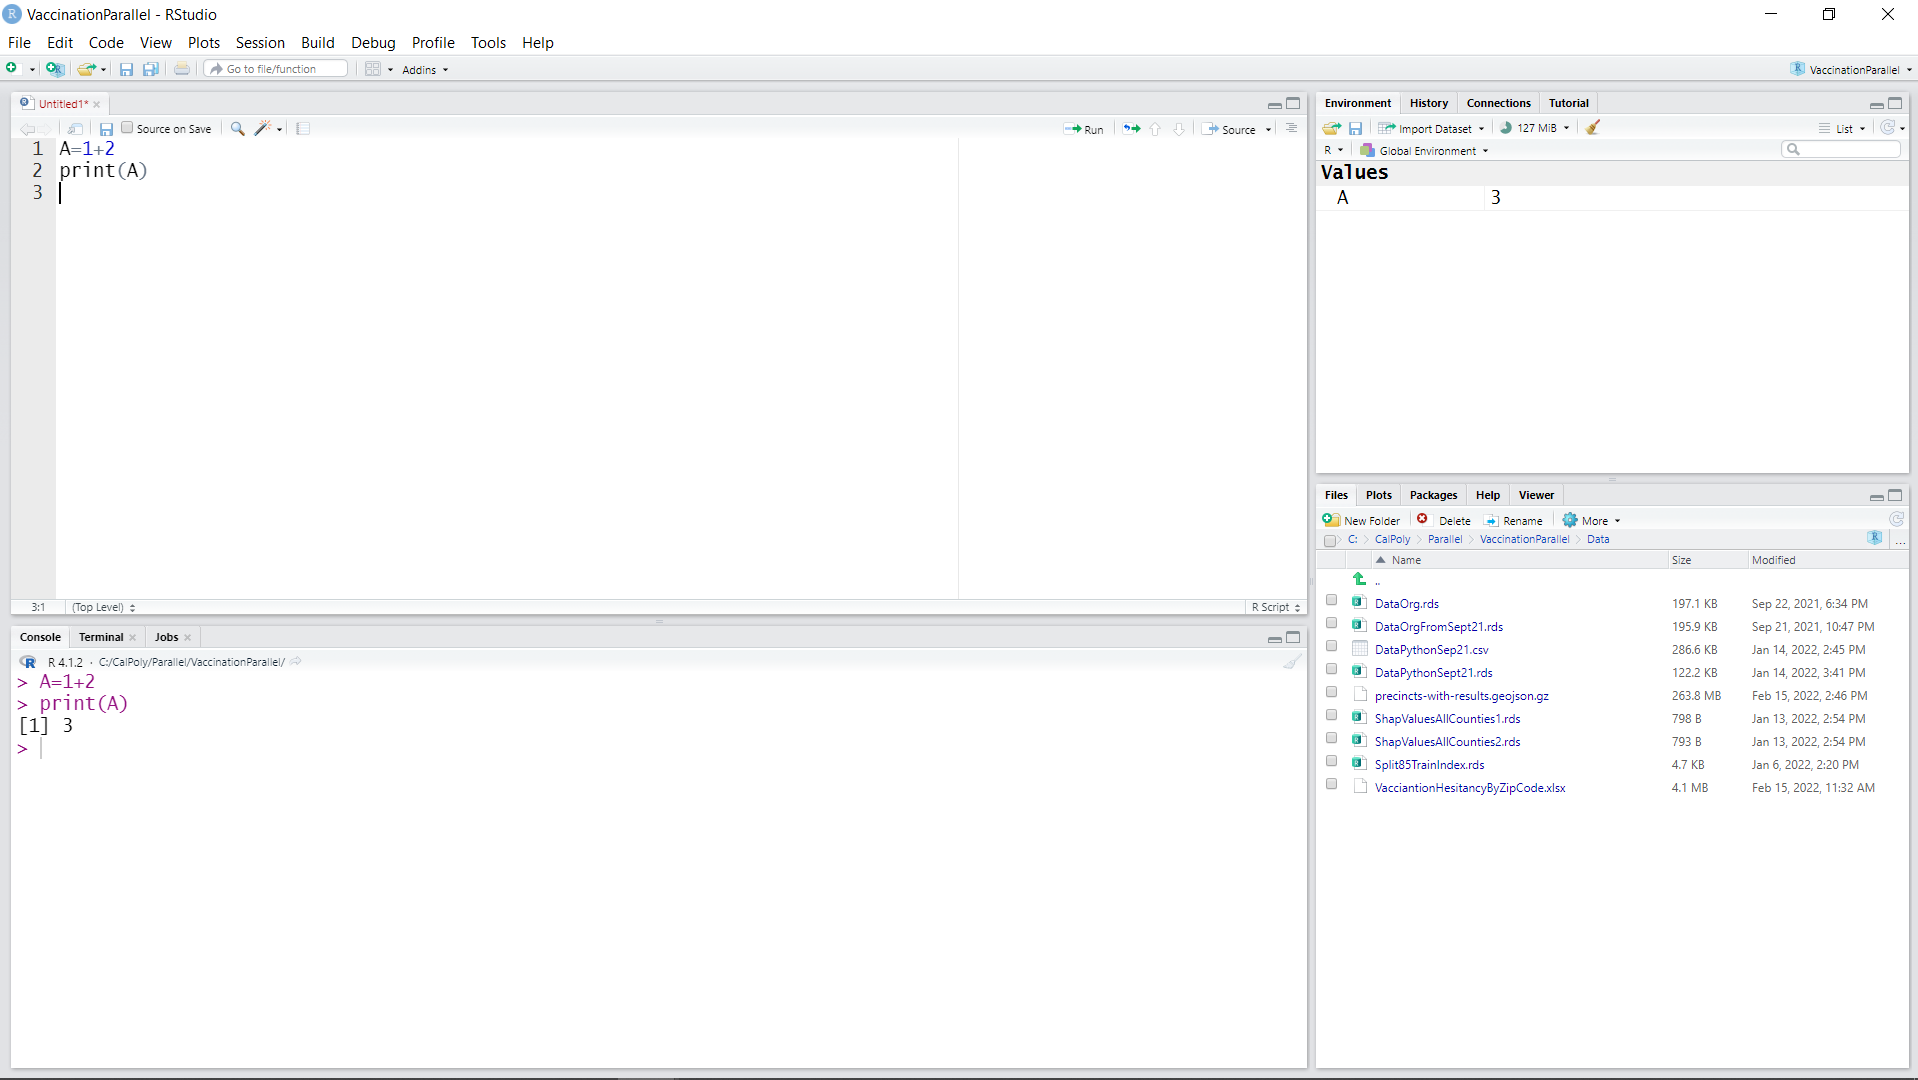 VaccinationParallel - RStudio
File Edit Code View Plots Session Build Debug Profile Tools Help
Go to file/function Addins VaccinationParallel
Untitled1*
Source on Save Run Source
1 A=1+2
2 print(A)
3
3:1 (Top Level) R Script
Console Terminal Jobs
R 4.1.2 · C:/CalPoly/Parallel/VaccinationParallel/
> A=1+2
> print(A)
[1] 3
>
Environment History Connections Tutorial
Import Dataset 127 MiB List
R Global Environment
Values
A 3
Files Plots Packages Help Viewer
New Folder Delete Rename More
C: CalPoly Parallel VaccinationParallel Data ...
Name Size Modified
..
DataOrg.rds 197.1 KB Sep 22, 2021, 6:34 PM
DataOrgFromSept21.rds 195.9 KB Sep 21, 2021, 10:47 PM
DataPythonSep21.csv 286.6 KB Jan 14, 2022, 2:45 PM
DataPythonSept21.rds 122.2 KB Jan 14, 2022, 3:41 PM
precincts-with-results.geojson.gz 263.8 MB Feb 15, 2022, 2:46 PM
ShapValuesAllCounties1.rds 798 B Jan 13, 2022, 2:54 PM
ShapValuesAllCounties2.rds 793 B Jan 13, 2022, 2:54 PM
Split85TrainIndex.rds 4.7 KB Jan 6, 2022, 2:20 PM
VacciantionHesitancyByZipCode.xlsx 4.1 MB Feb 15, 2022, 11:32 AM